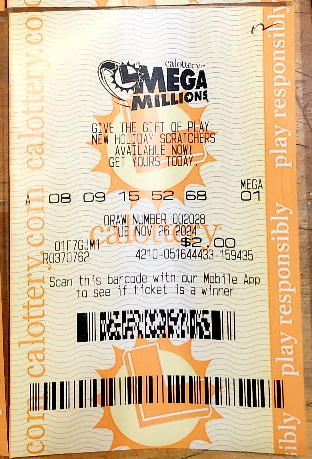 calottery
MEGA
MILLIONS
GIVE THE GIFT OF PLAY
NEW HOLIDAY SCRATCHERS
AVAILABLE NOW!
GET YOURS TODAY
MEGA
A 08 09 15 52 68 01
DRAW NUMBER 002028
TUE NOV 26 2024
calottery
01F7GJM1 $2.00
R0370762 4210-051644433-159435
Scan this barcode with our Mobile App
to see if ticket is a winner
calottery.com calottery.com
play responsibly play responsibly